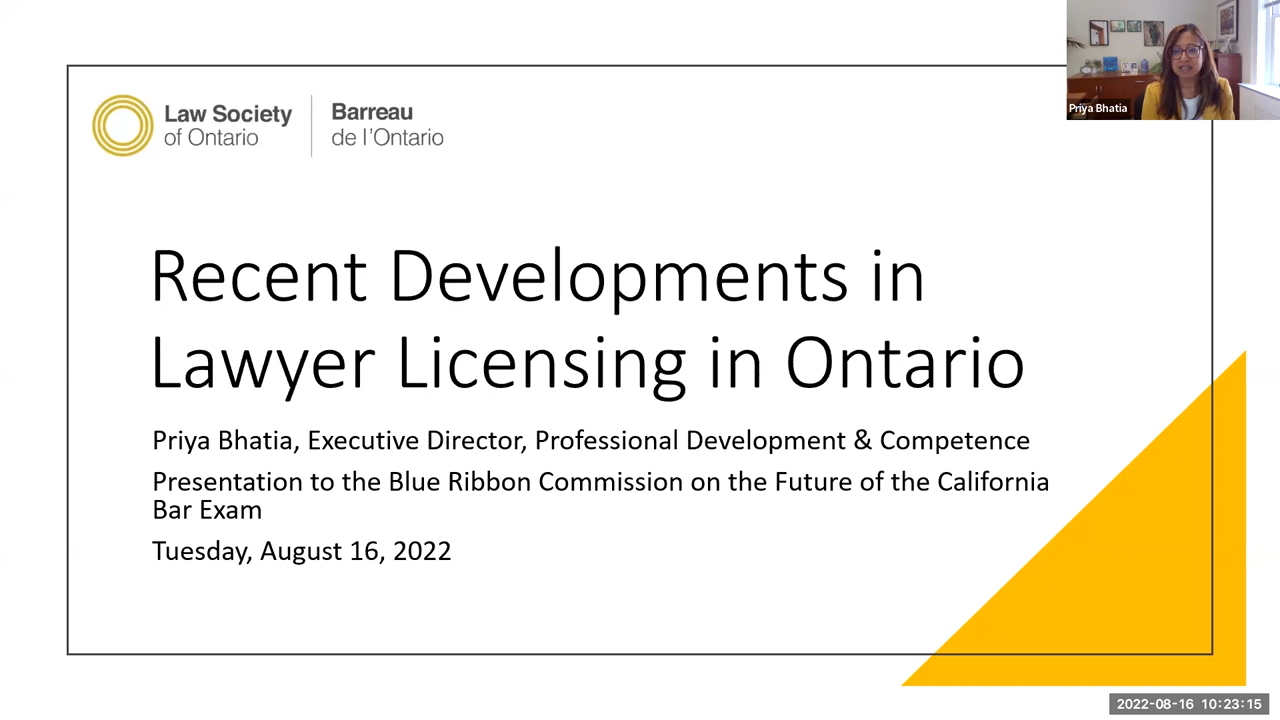 Priya Bhatia
Law Society
of Ontario
Barreau
de l'Ontario
Recent Developments in
Lawyer Licensing in Ontario
Priya Bhatia, Executive Director, Professional Development & Competence
Presentation to the Blue Ribbon Commission on the Future of the California
Bar Exam
Tuesday, August 16, 2022
2022-08-16 10:23:15